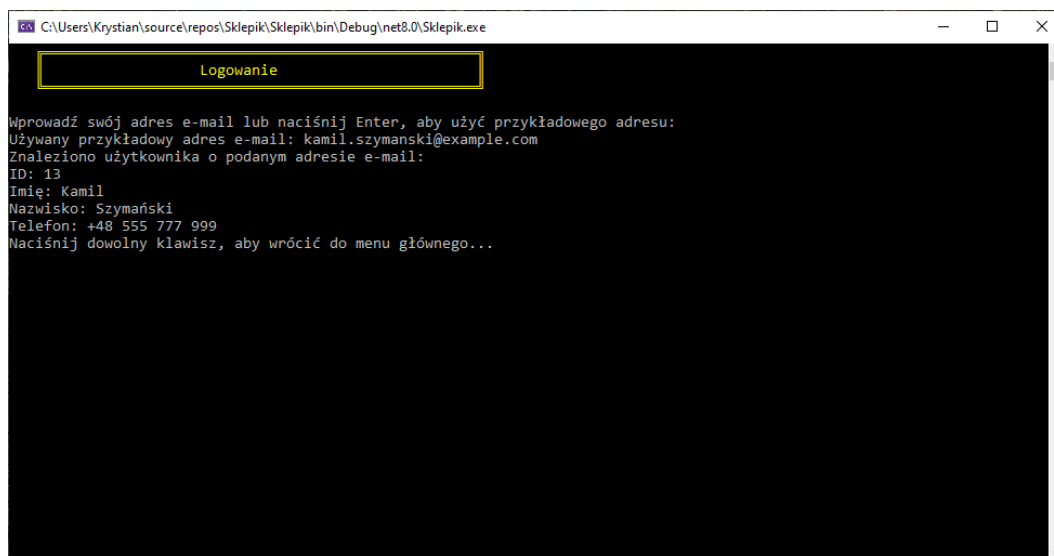 C:\Users\Krystian\source\repos\Sklepik\Sklepik\bin\Debug\net8.0\Sklepik.exe
Logowanie
Wprowadź swój adres e-mail lub naciśnij Enter, aby użyć przykładowego adresu:
Używany przykładowy adres e-mail: kamil.szymanski@example.com
Znaleziono użytkownika o podanym adresie e-mail:
ID: 13
Imię: Kamil
Nazwisko: Szymański
Telefon: +48 555 777 999
Naciśnij dowolny klawisz, aby wrócić do menu głównego...